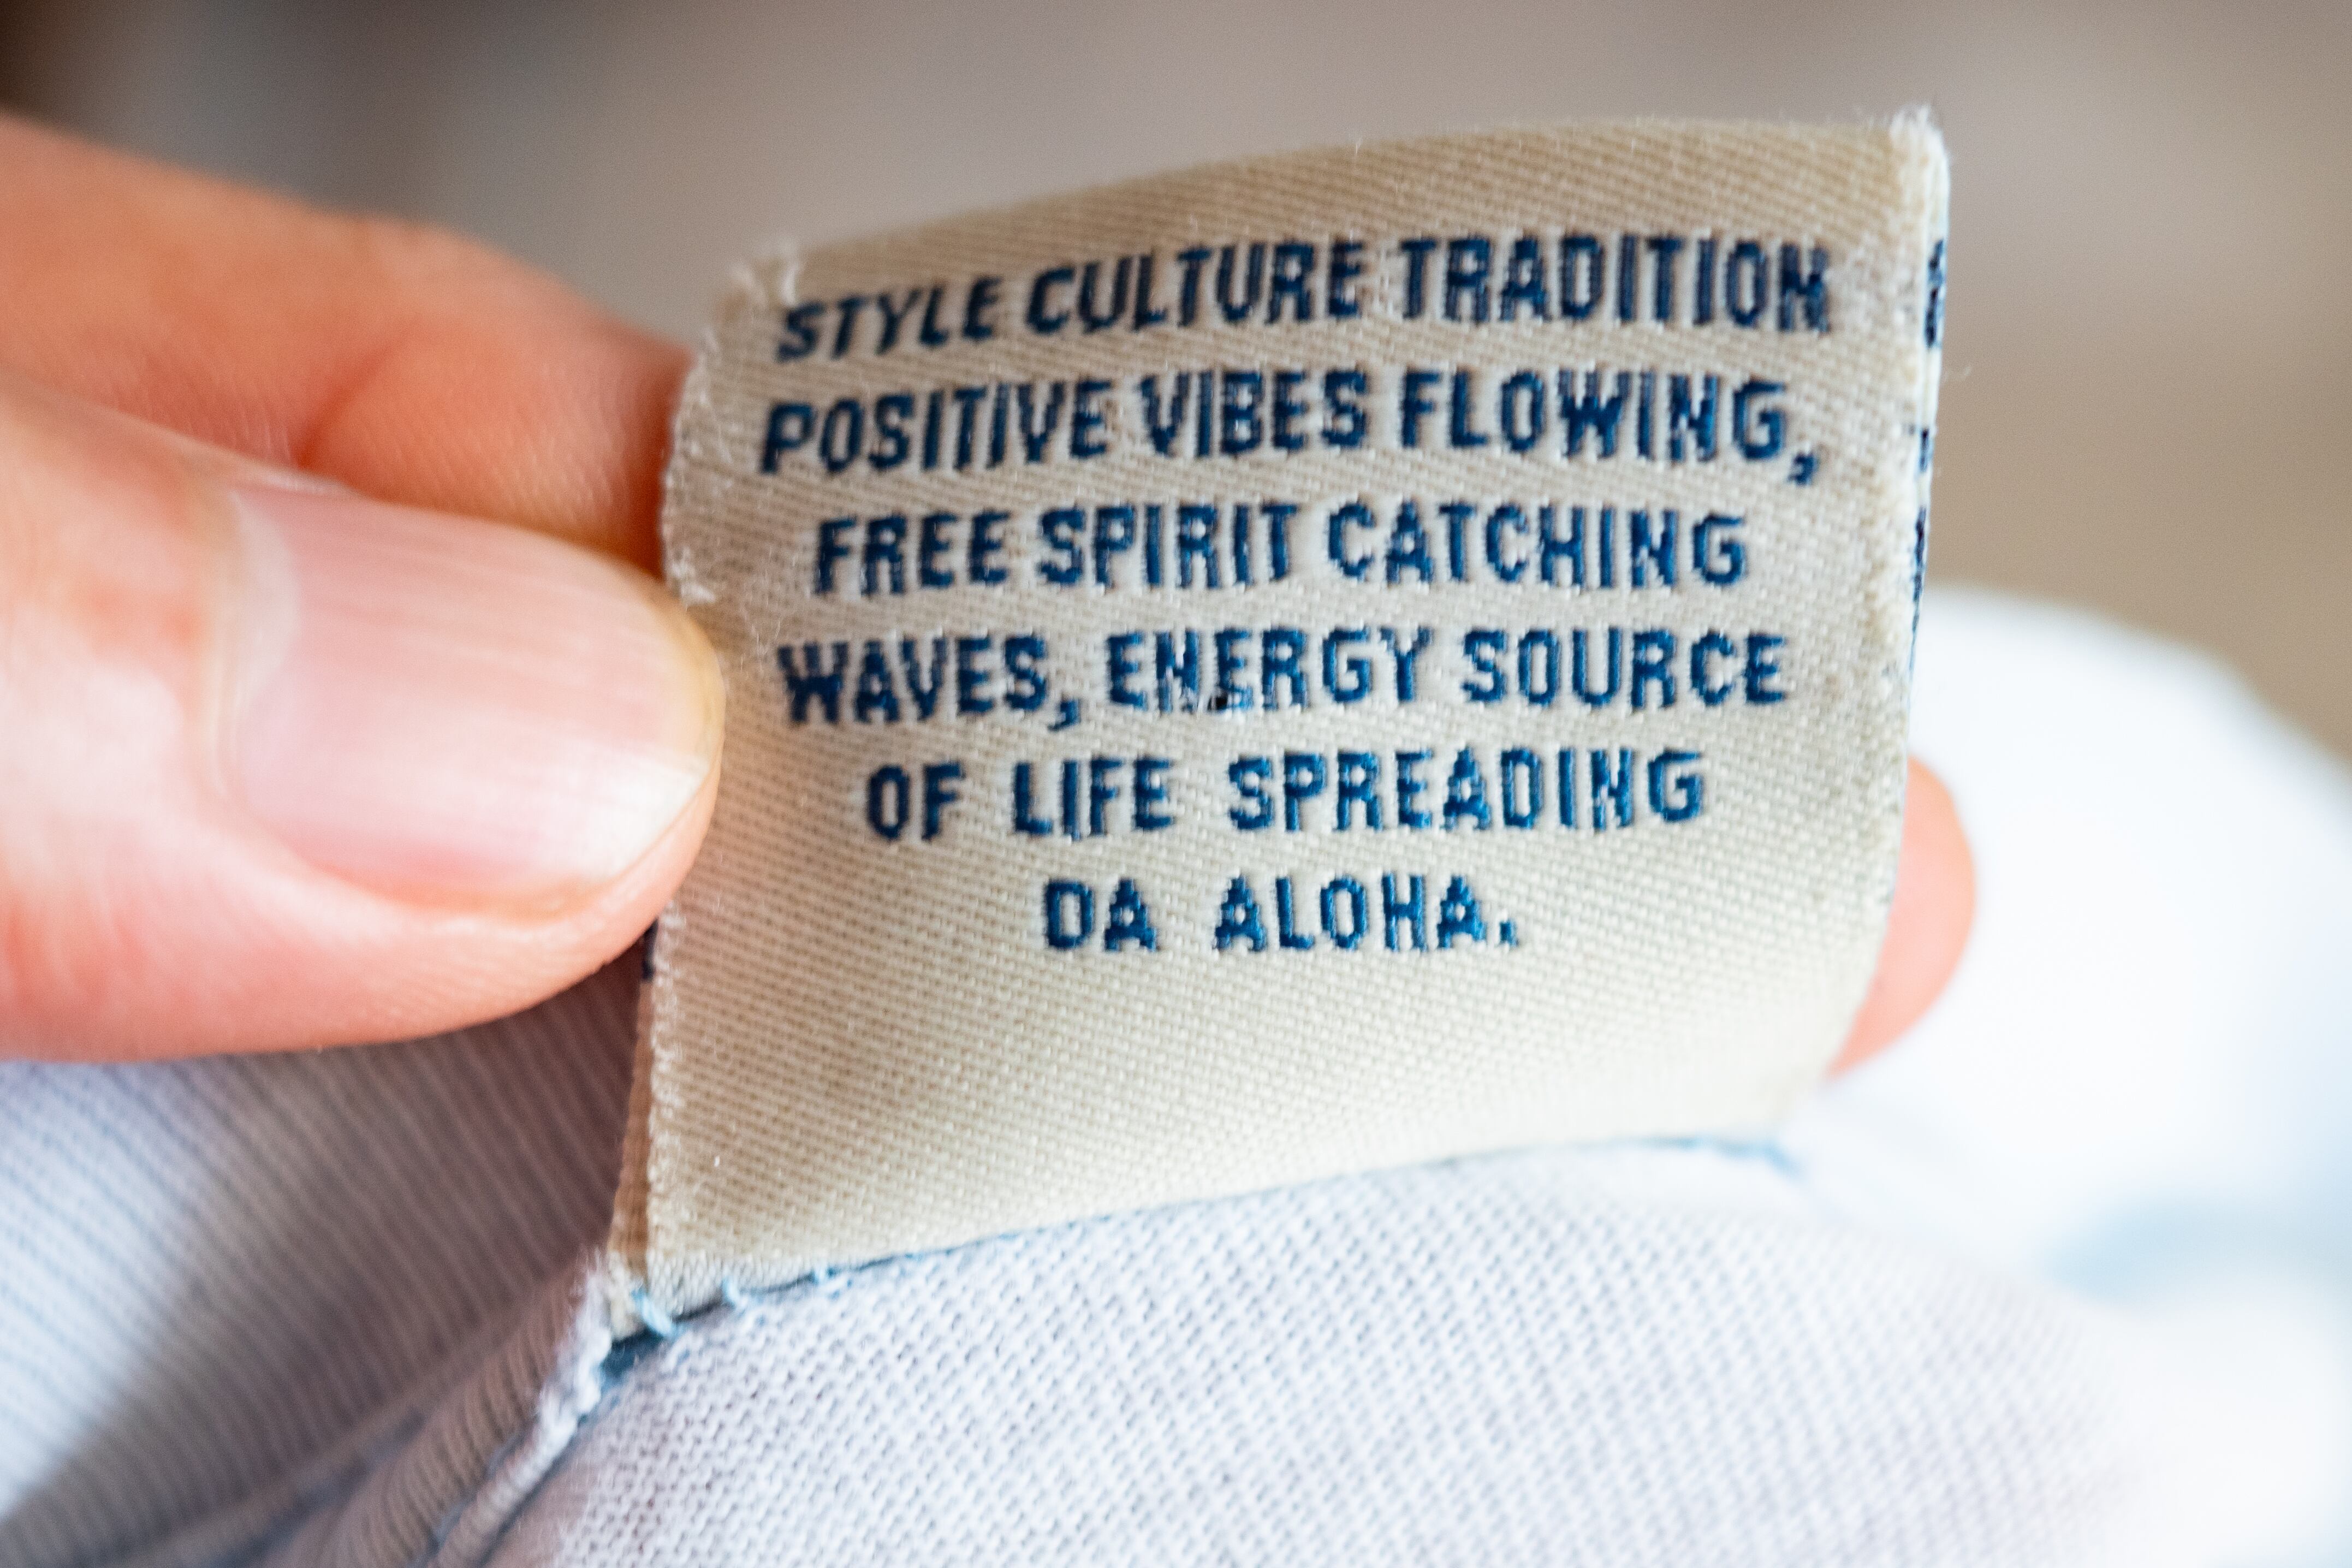 STYLE CULTURE TRADITION
POSITIVE VIBES FLOWING,
FREE SPIRIT CATCHING
WAVES, ENERGY SOURCE
OF LIFE SPREADING
DA ALOHA.